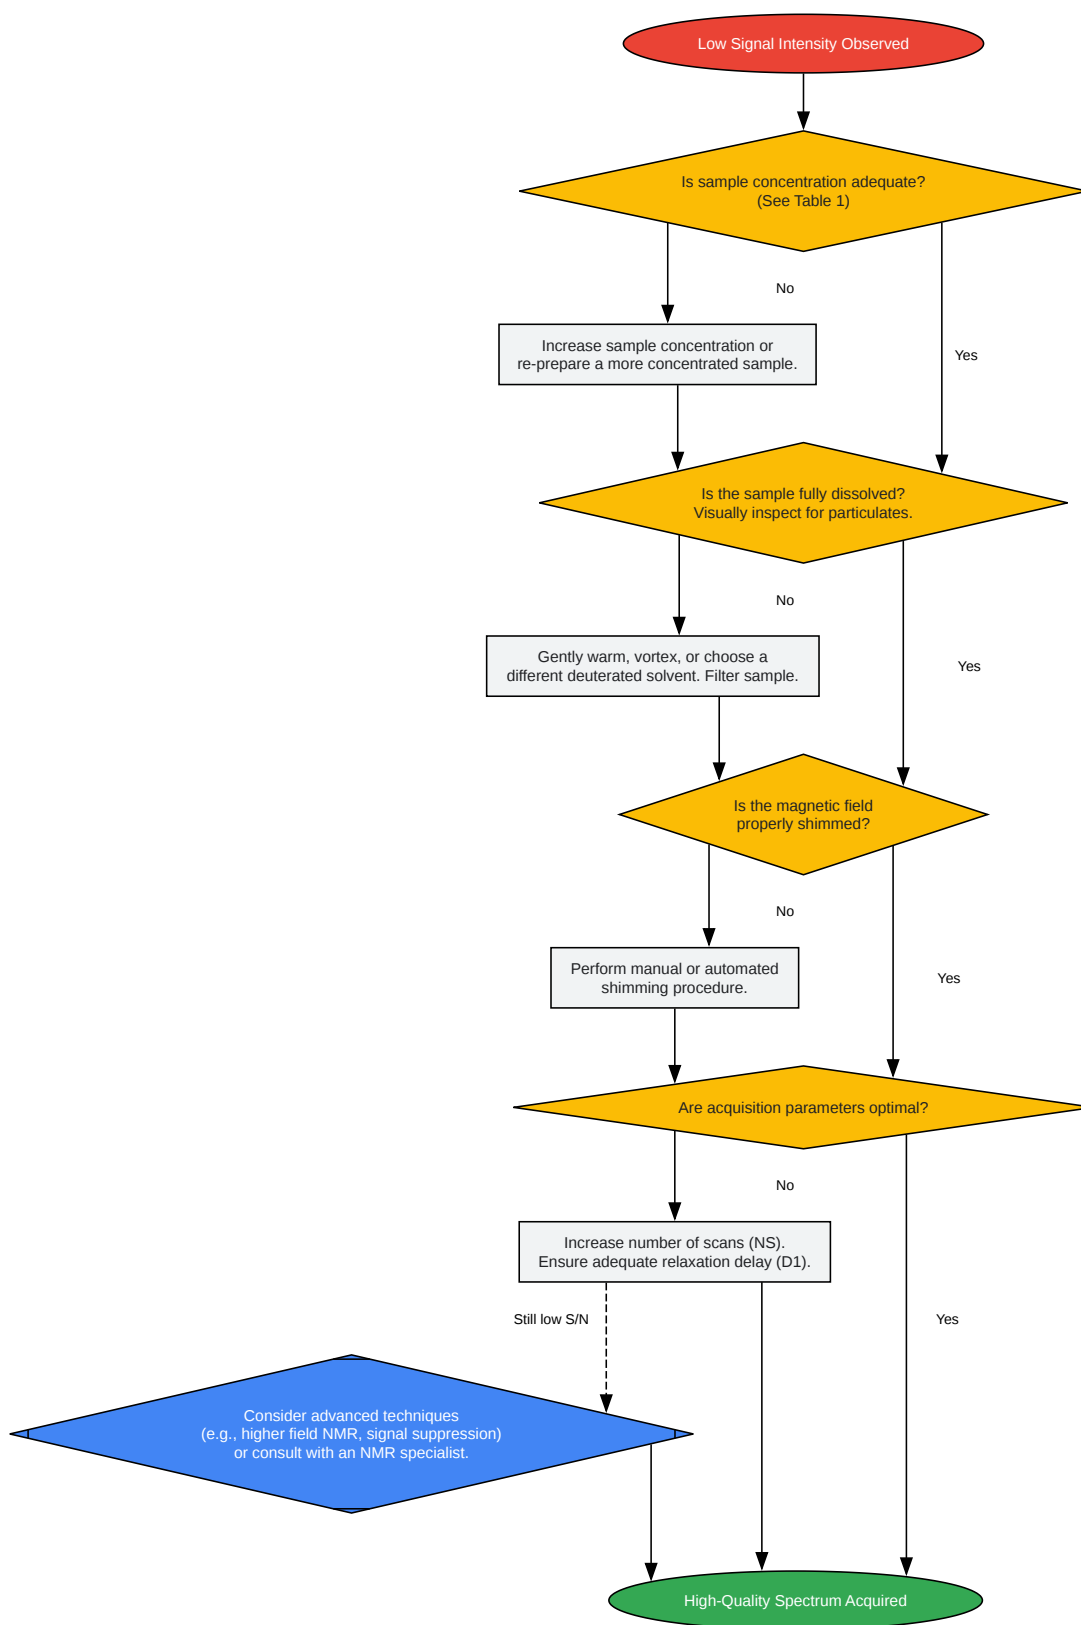 Low Signal Intensity Observed
Is sample concentration adequate?
(See Table 1)
No
Increase sample concentration or
re-prepare a more concentrated sample.
Yes
Is the sample fully dissolved?
Visually inspect for particulates.
No
Gently warm, vortex, or choose a
different deuterated solvent. Filter sample.
Yes
Is the magnetic field
properly shimmed?
No
Perform manual or automated
shimming procedure.
Yes
Are acquisition parameters optimal?
No
Increase number of scans (NS).
Ensure adequate relaxation delay (D1).
Still low S/N
Yes
Consider advanced techniques
(e.g., higher field NMR, signal suppression)
or consult with an NMR specialist.
High-Quality Spectrum Acquired